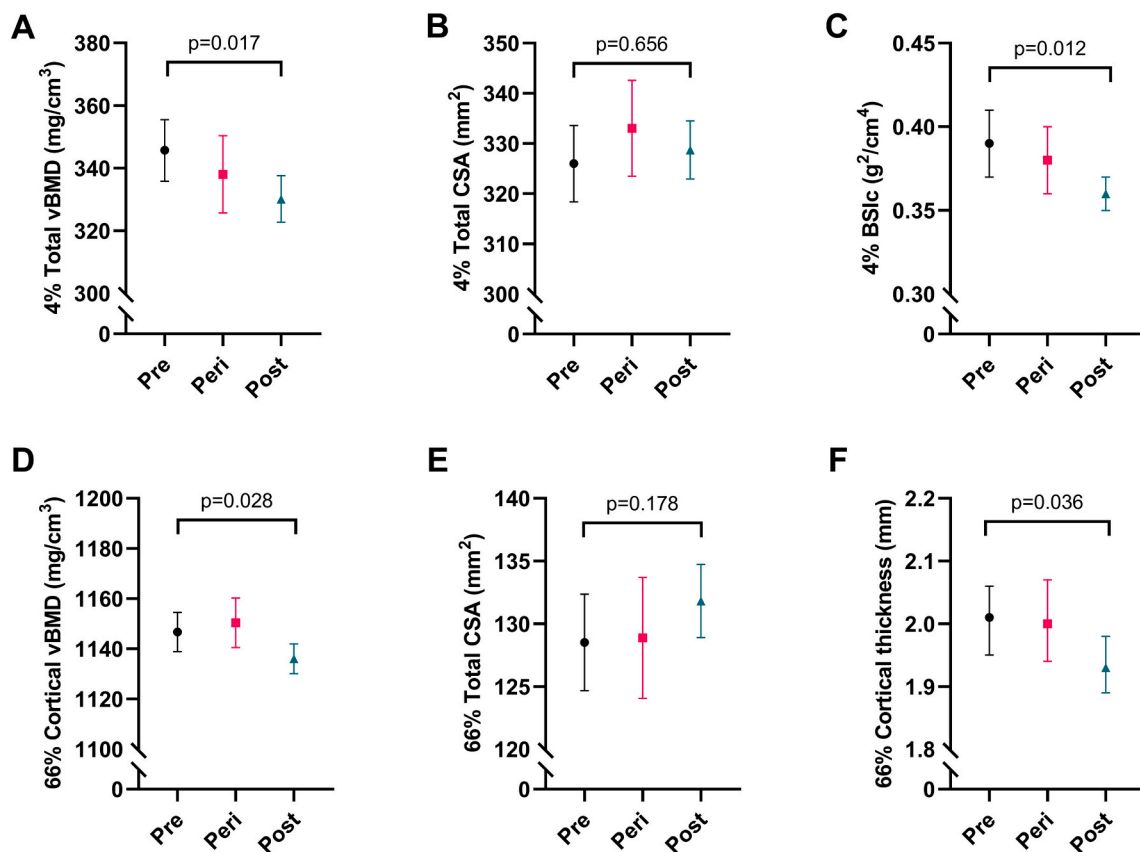 A
4% Total vBMD (mg/cm³)
380
360
340
320
300
0
p=0.017
Pre
Peri
Post
B
4% Total CSA (mm²)
350
340
330
320
310
300
0
p=0.656
Pre
Peri
Post
C
4% BSIc (g²/cm⁴)
0.45
0.40
0.35
0.30
0
p=0.012
Pre
Peri
Post
D
66% Cortical vBMD (mg/cm³)
1200
1180
1160
1140
1120
1100
0
p=0.028
Pre
Peri
Post
E
66% Total CSA (mm²)
140
135
130
125
120
0
p=0.178
Pre
Peri
Post
F
66% Cortical thickness (mm)
2.2
2.1
2.0
1.9
1.8
0
p=0.036
Pre
Peri
Post